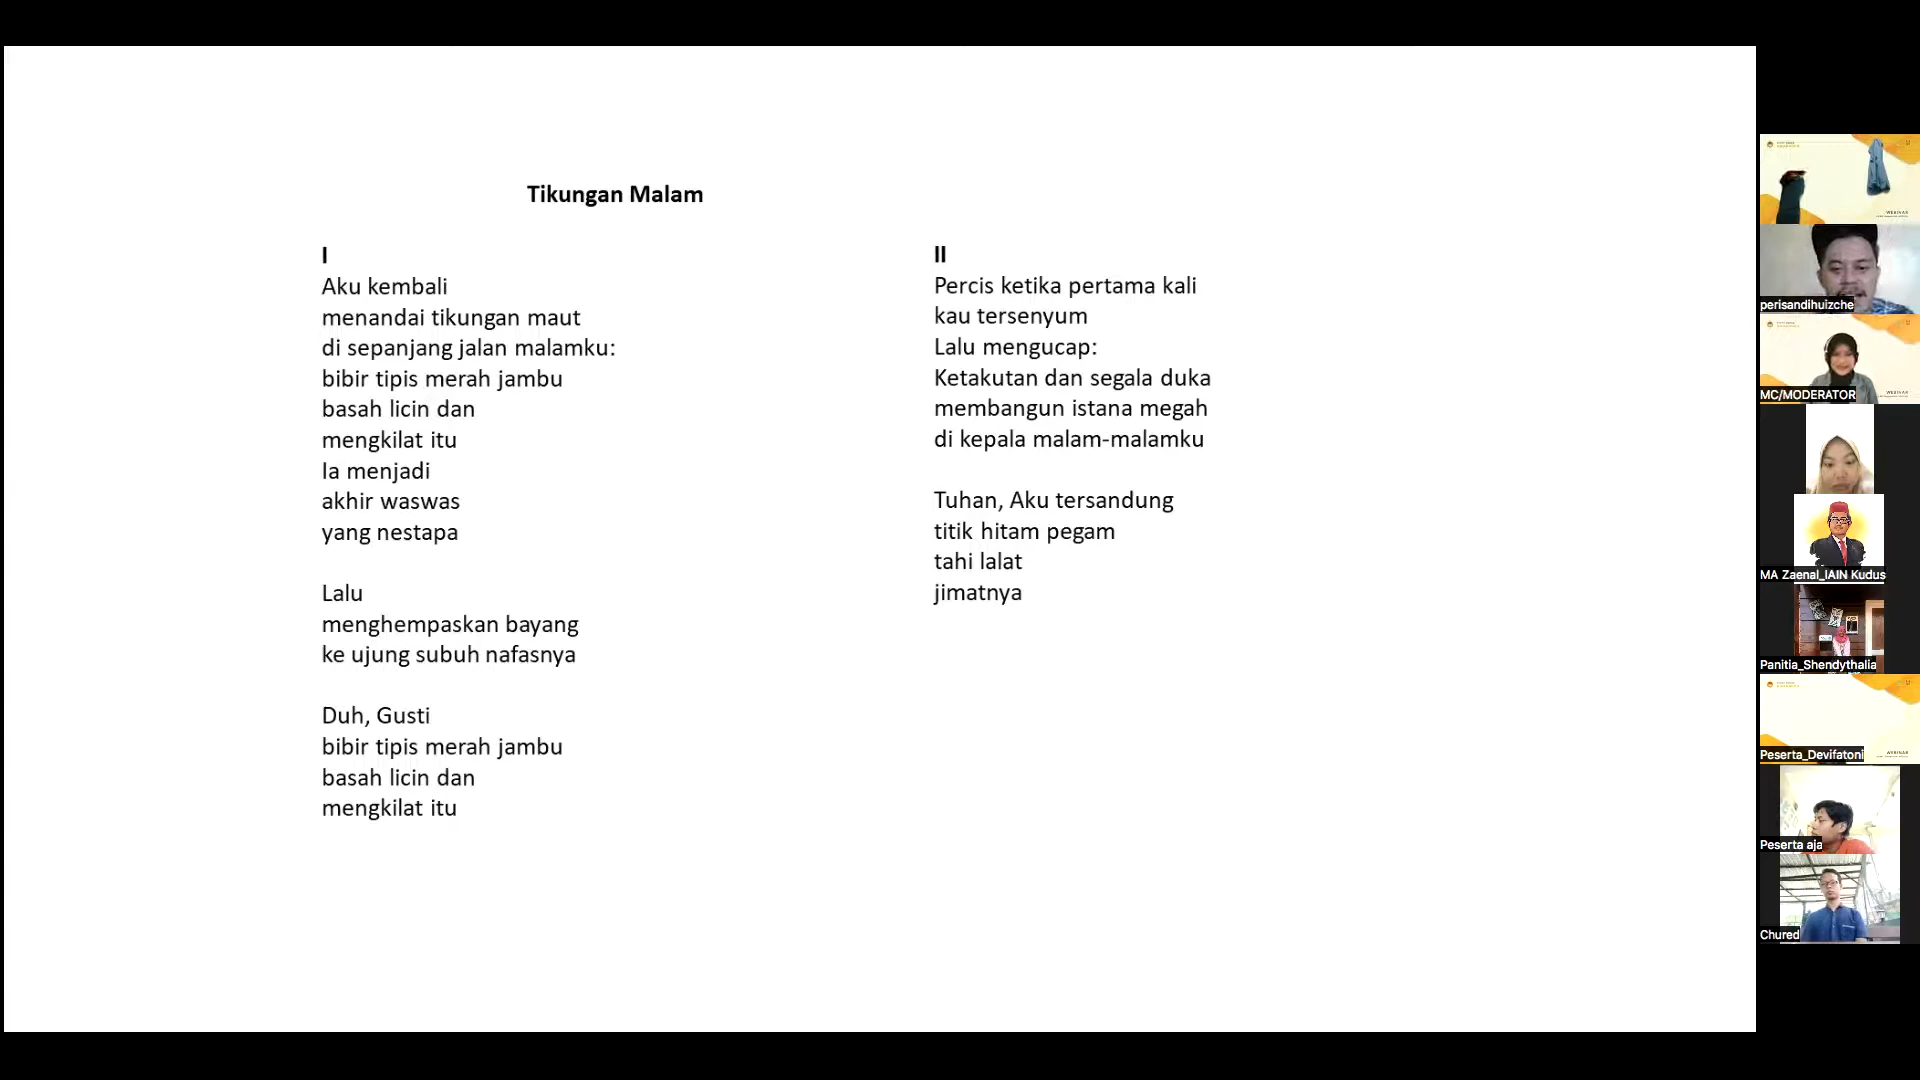 Tikungan Malam
I
Aku kembali
menandai tikungan maut
di sepanjang jalan malamku:
bibir tipis merah jambu
basah licin dan
mengkilat itu
Ia menjadi
akhir waswas
yang nestapa
Lalu
menghempaskan bayang
ke ujung subuh nafasnya
Duh, Gusti
bibir tipis merah jambu
basah licin dan
mengkilat itu
II
Percis ketika pertama kali
kau tersenyum
Lalu mengucap:
Ketakutan dan segala duka
membangun istana megah
di kepala malam-malamku
Tuhan, Aku tersandung
titik hitam pegam
tahi lalat
jimatnya
WEBINAR
perisandihuizche
MC/MODERATOR
WEBINAR
MA Zaenal_IAIN Kudus
Panitia_Shendythalia
Peserta_Devifatoni
WEBINAR
Peserta aja
Chured